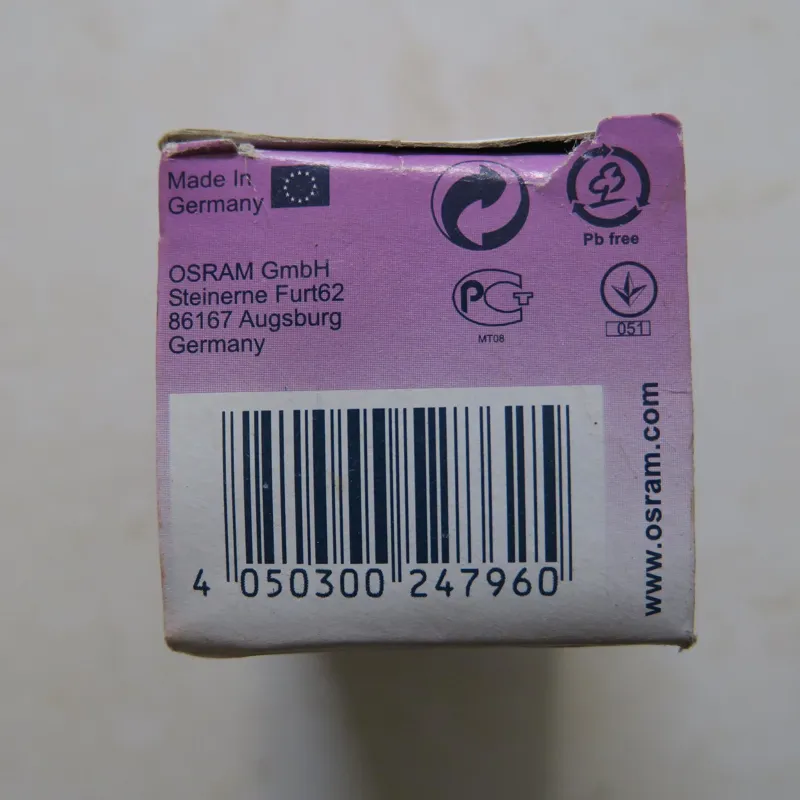 Made In
Germany
Pb free
OSRAM GmbH
Steinerne Furt62
86167 Augsburg
Germany
РСТ
MT08
051
www.osram.com
4 050300 247960